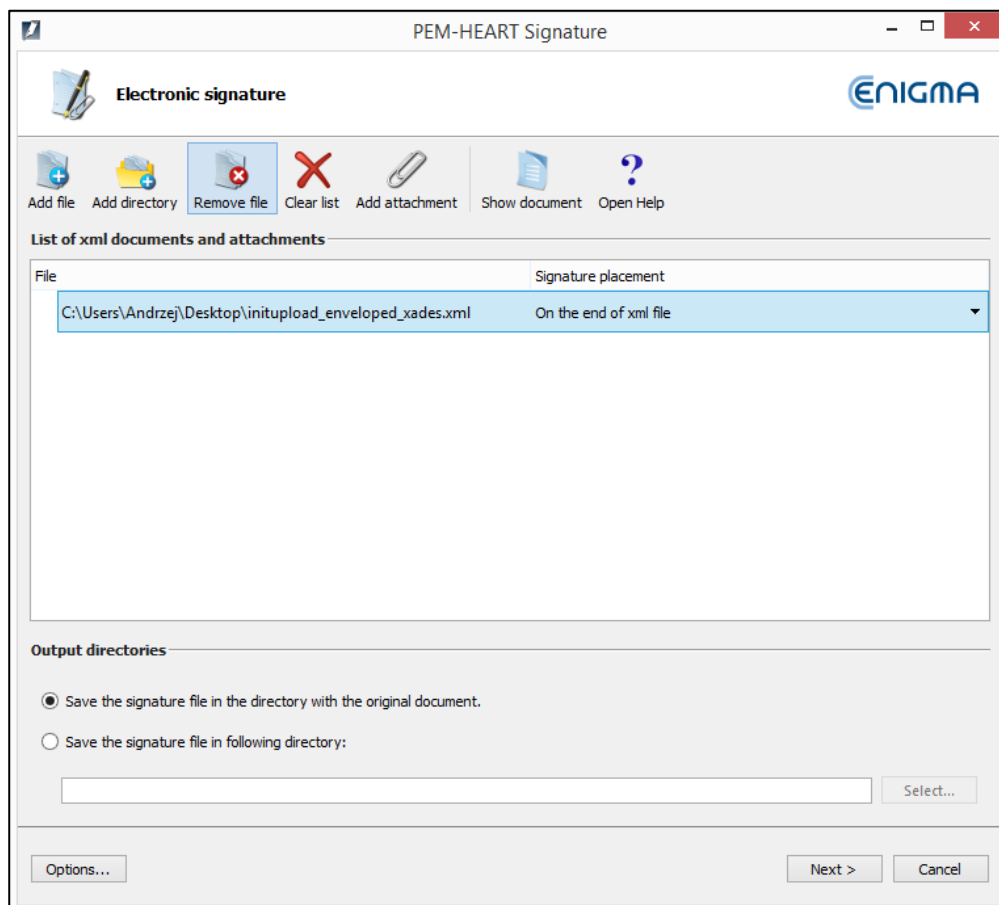 PEM-HEART Signature
Electronic signature
ENIGMA
Add file Add directory Remove file Clear list Add attachment Show document Open Help
List of xml documents and attachments
File Signature placement
C:\Users\Andrzej\Desktop\initupload_enveloped_xades.xml On the end of xml file
Output directories
Save the signature file in the directory with the original document.
Save the signature file in following directory:
Select...
Options... Next > Cancel